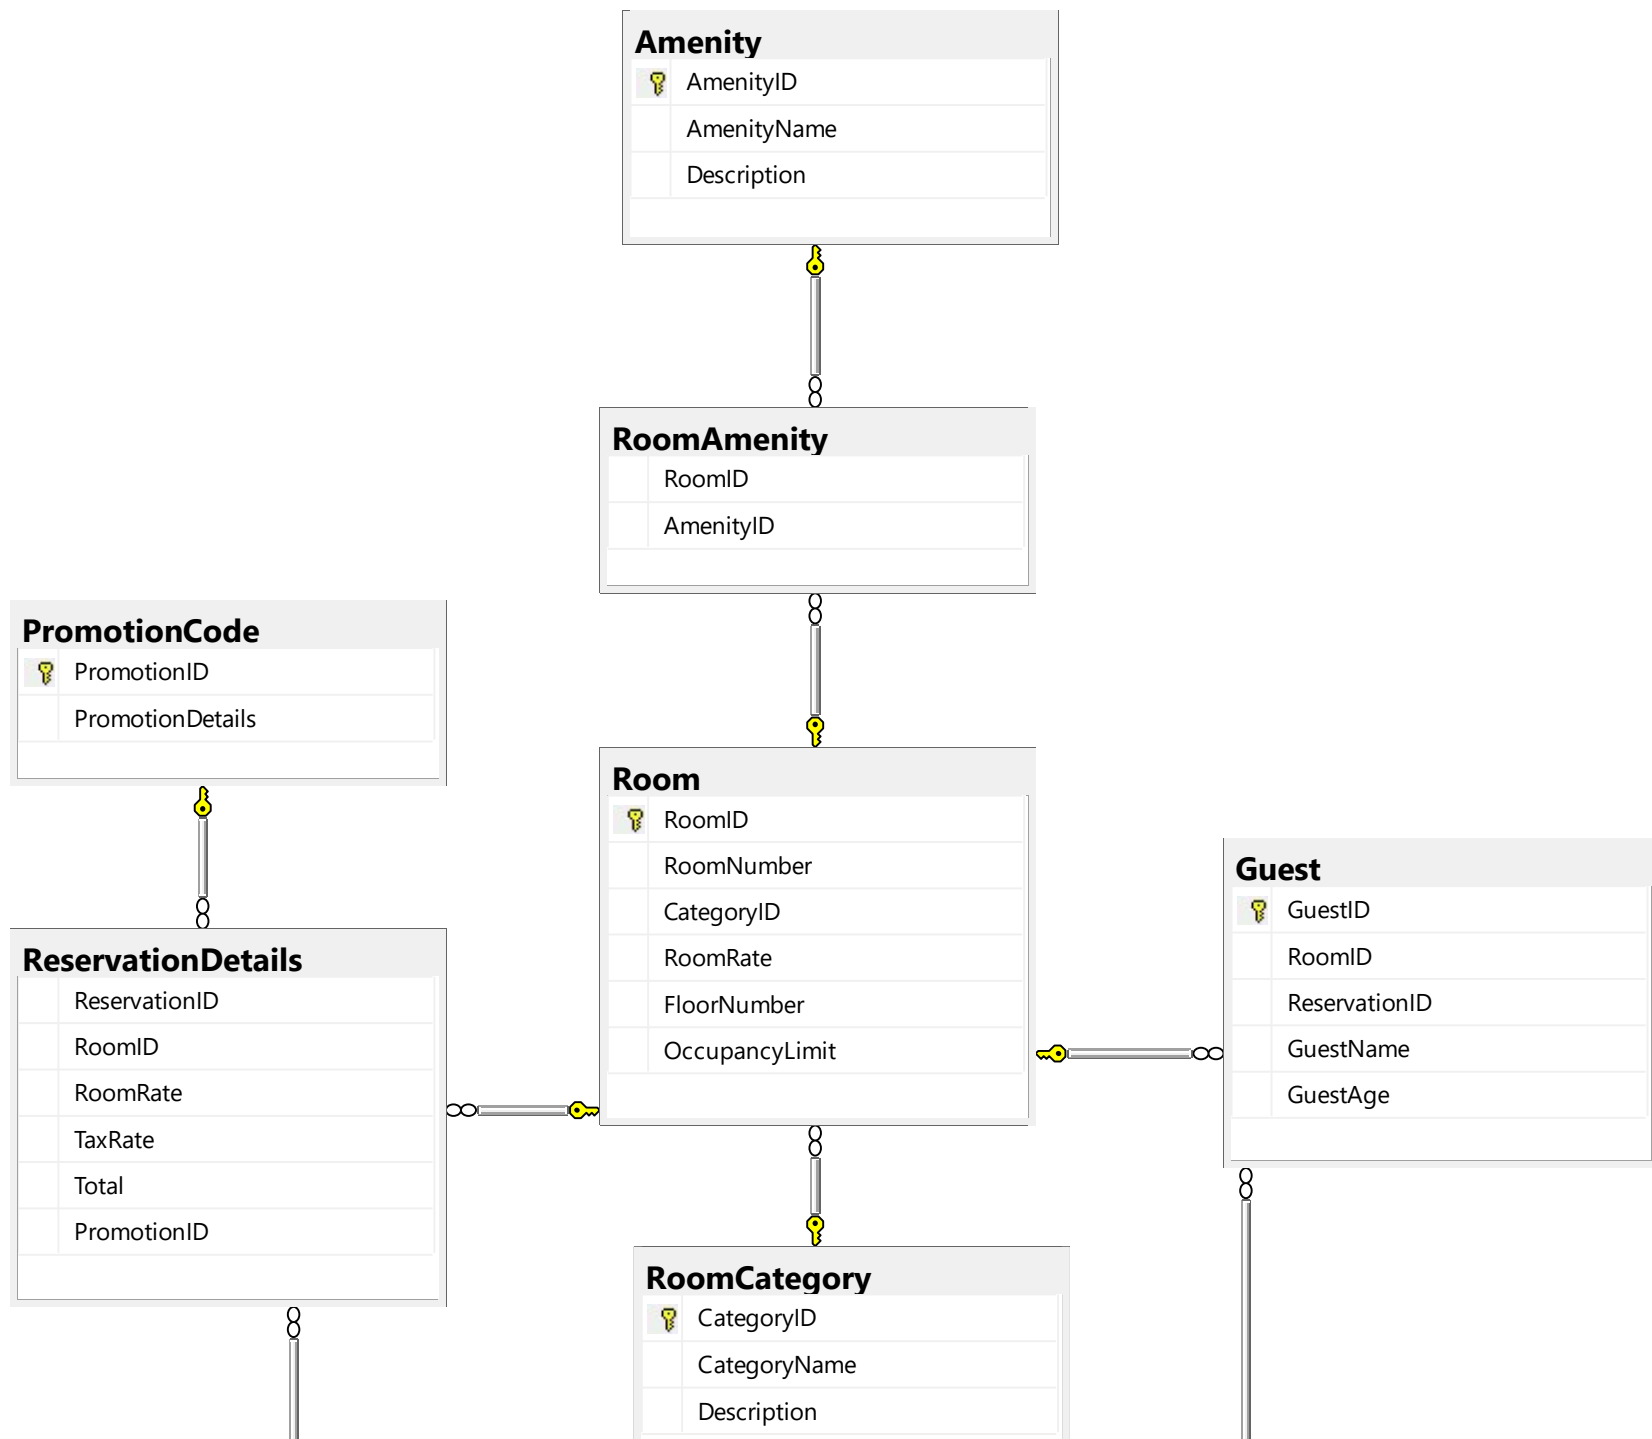 Amenity
AmenityID
AmenityName
Description
RoomAmenity
RoomID
AmenityID
PromotionCode
PromotionID
PromotionDetails
Room
RoomID
RoomNumber
CategoryID
RoomRate
FloorNumber
OccupancyLimit
Guest
GuestID
RoomID
ReservationID
GuestName
GuestAge
ReservationDetails
ReservationID
RoomID
RoomRate
TaxRate
Total
PromotionID
RoomCategory
CategoryID
CategoryName
Description